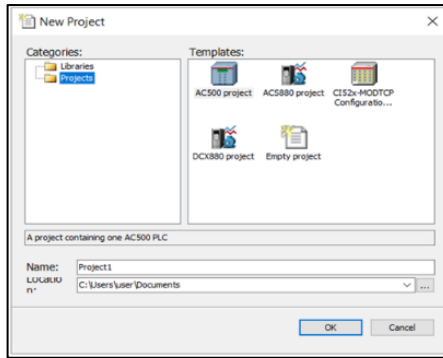 New Project
Categories:
Libraries
Projects
Templates:
AC500 project
ACS880 project
CI52x-MODTCP
Configuratio...
DCX880 project
Empty project
A project containing one AC500 PLC
Name:
Project1
Locatio
n:
C:\Users\user\Documents
...
OK
Cancel